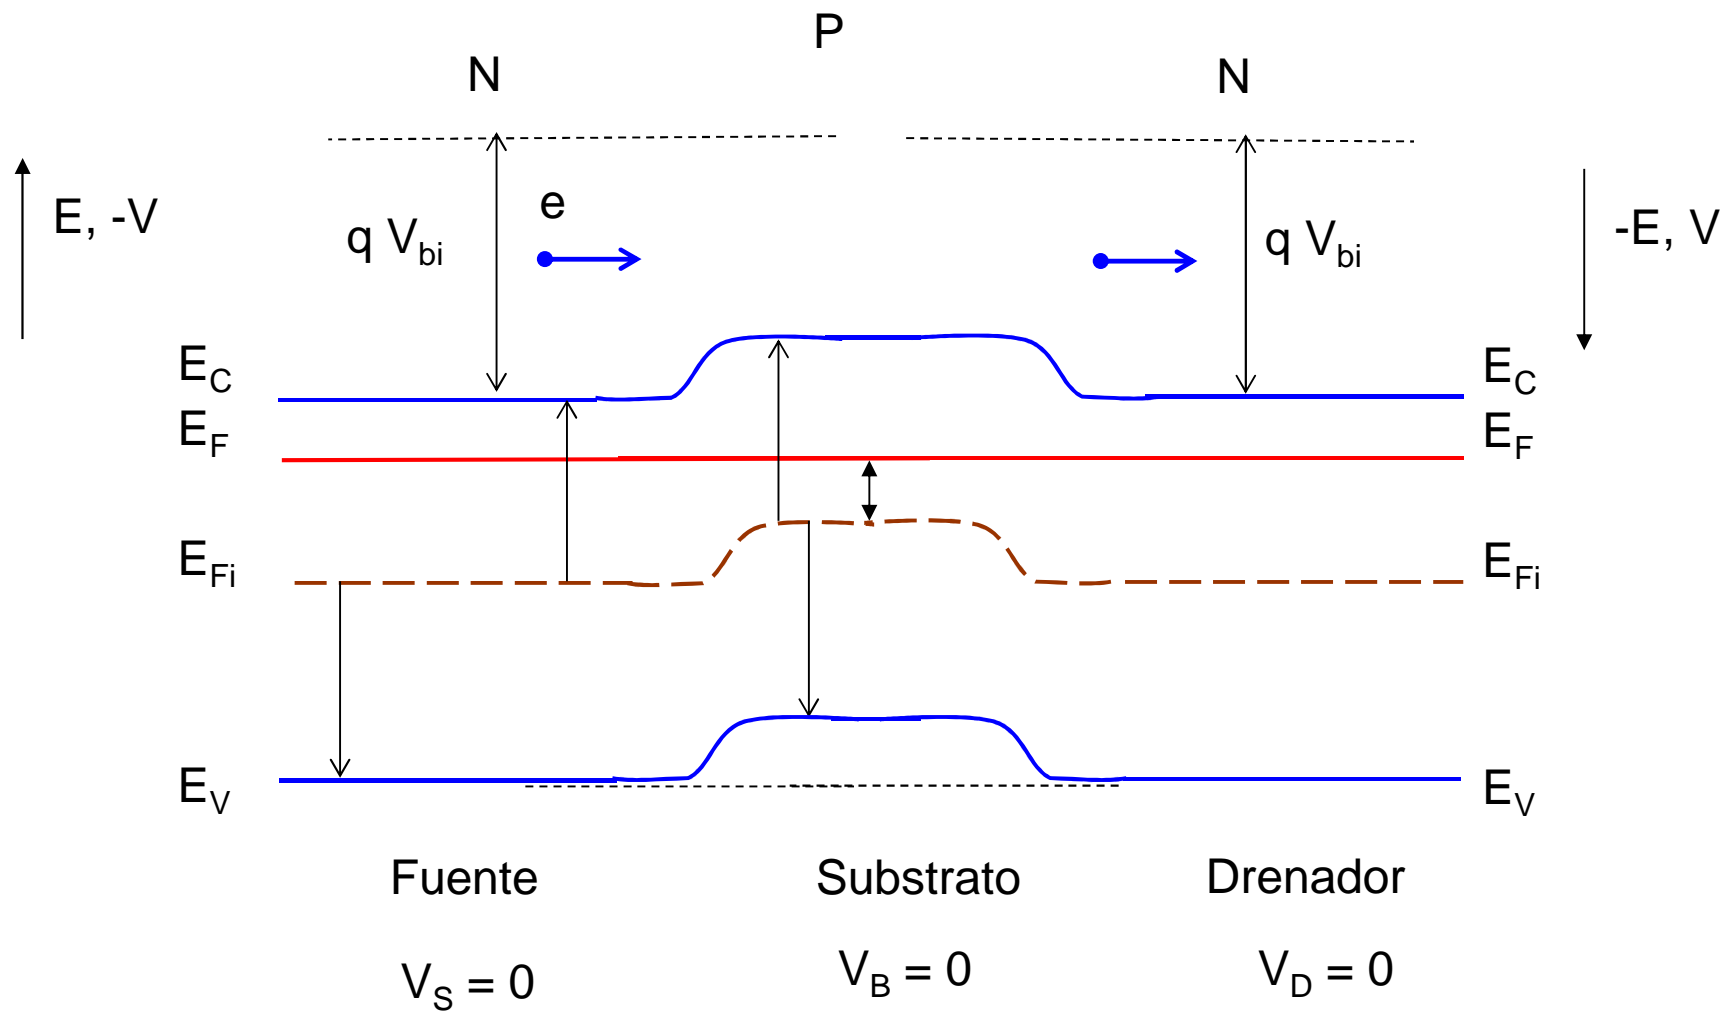 P
N
N
E, -V
e
q V_bi
q V_bi
-E, V
E_C
E_C
E_F
E_F
E_Fi
E_Fi
E_V
E_V
Fuente
Substrato
Drenador
V_S = 0
V_B = 0
V_D = 0